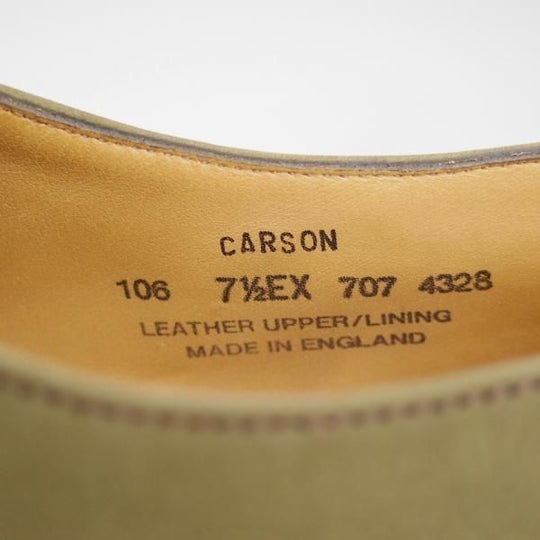 CARSON
106 7½EX 707 4328
LEATHER UPPER/LINING
MADE IN ENGLAND